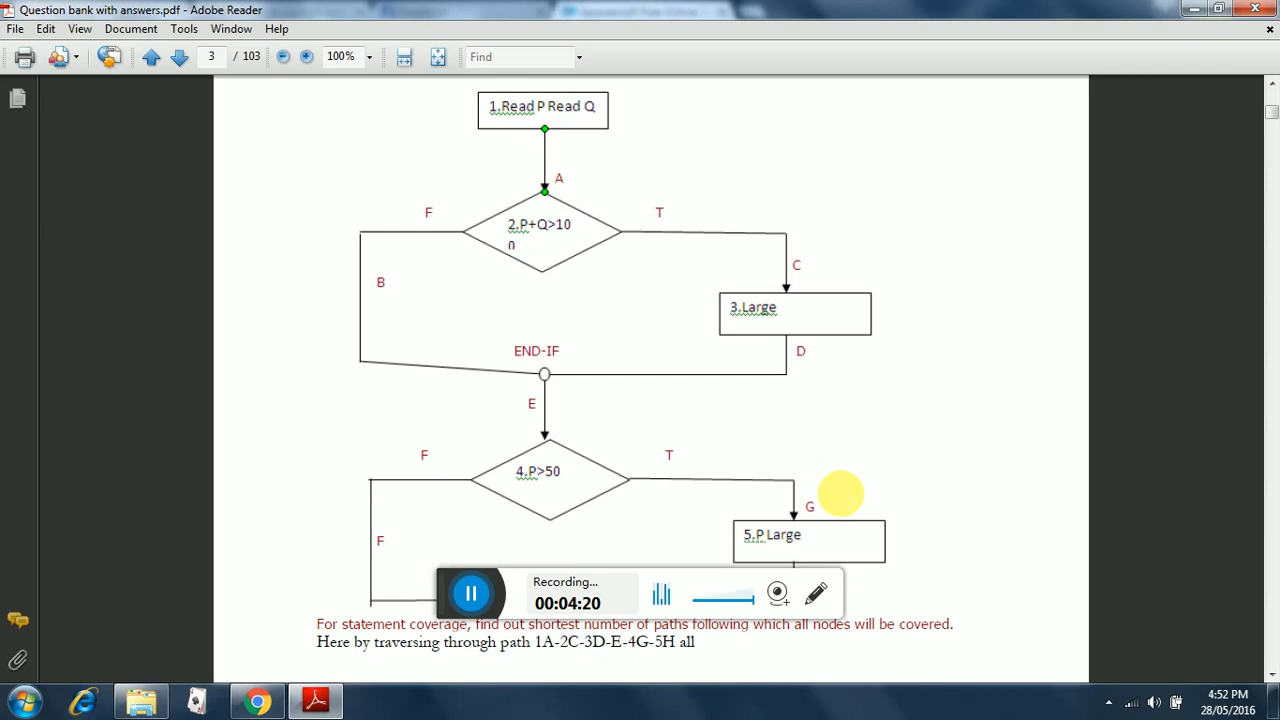 Question bank with answers.pdf - Adobe Reader
File Edit View Document Tools Window Help
3 / 103 100% Find
1.Read P Read Q
A
F
2.P+Q>10
0
T
B
C
3.Large
END-IF
D
E
F
4.P>50
T
G
F
5.P Large
Recording...
00:04:20
For statement coverage, find out shortest number of paths following which all nodes will be covered.
Here by traversing through path 1A-2C-3D-E-4G-5H all
4:52 PM
28/05/2016